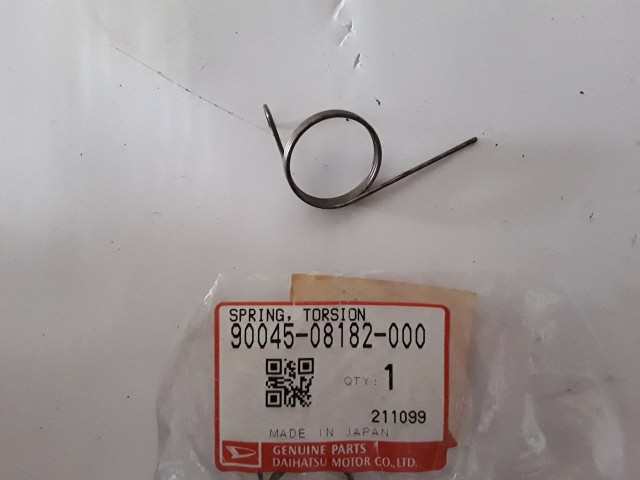 SPRING, TORSION
90045-08182-000
QTY: 1
211099
MADE IN JAPAN
GENUINE PARTS
DAIHATSU MOTOR CO., LTD.